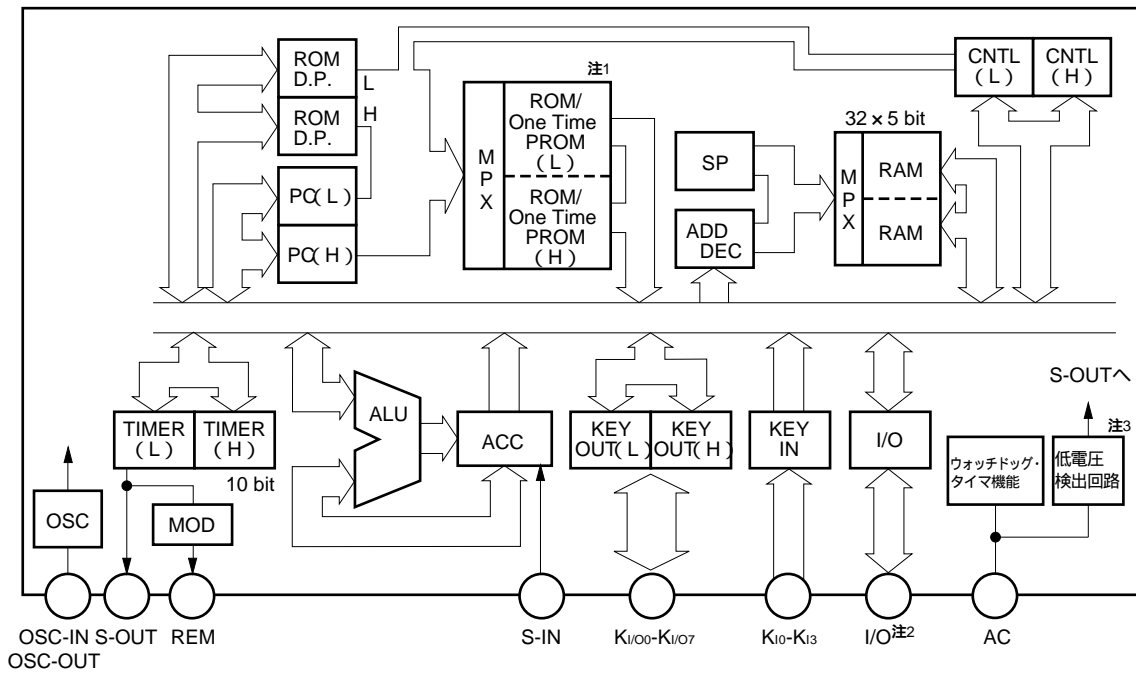 ROM
D.P.
L
ROM
D.P.
H
PC(L)
PC(H)
注1
M
P
X
ROM/
One Time
PROM
(L)
ROM/
One Time
PROM
(H)
SP
ADD
DEC
32×5 bit
M
P
X
RAM
RAM
CNTL
(L)
CNTL
(H)
TIMER
(L)
TIMER
(H)
10 bit
ALU
ACC
KEY
OUT(L)
KEY
OUT(H)
KEY
IN
I/O
S-OUTへ
注3
ウォッチドッグ・
タイマ機能
低電圧
検出回路
OSC
MOD
OSC-IN
OSC-OUT
S-OUT
REM
S-IN
KI/O0-KI/O7
KI0-KI3
I/O注2
AC